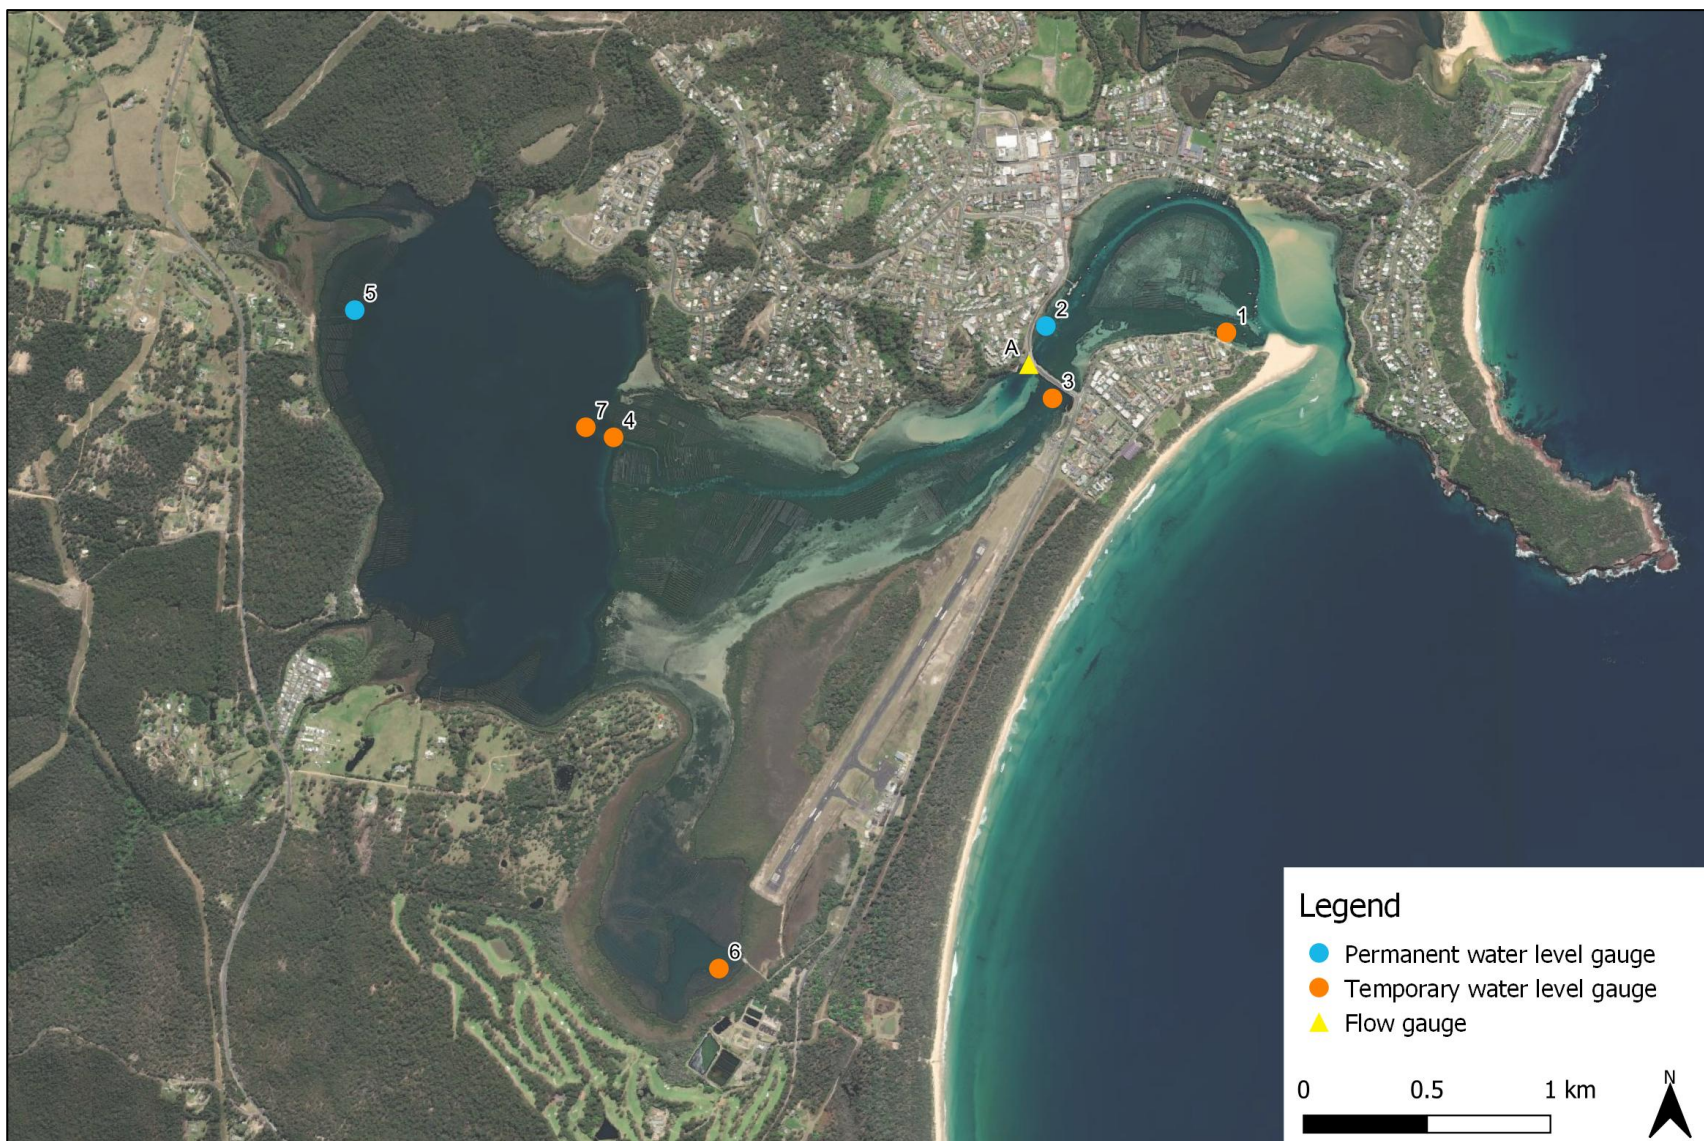 5
2
1
A
3
7
4
6
Legend
Permanent water level gauge
Temporary water level gauge
Flow gauge
0 0.5 1 km
N